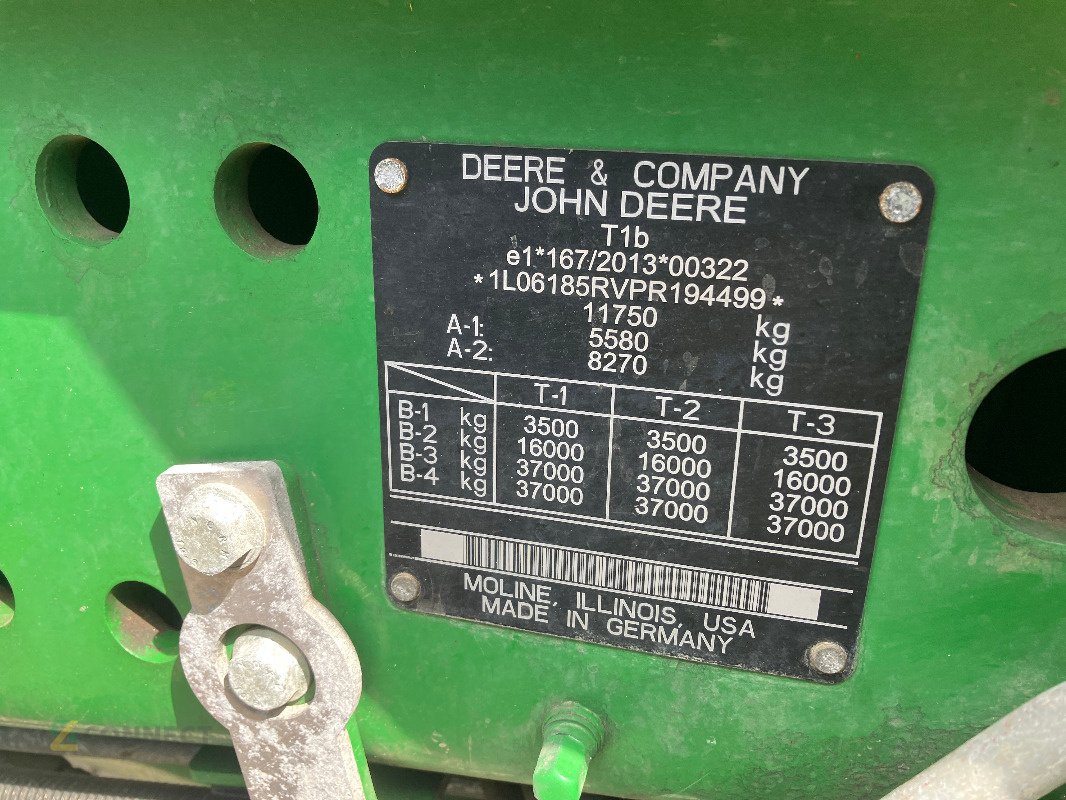 DEERE & COMPANY
JOHN DEERE
T1b
e1*167/2013*00322
*1L06185RVPR194499*
11750 kg
A-1: 5580 kg
A-2: 8270 kg
T-1 T-2 T-3
B-1 kg 3500 3500 3500
B-2 kg 16000 16000 16000
B-3 kg 37000 37000 37000
B-4 kg 37000 37000 37000
MOLINE, ILLINOIS, USA
MADE IN GERMANY